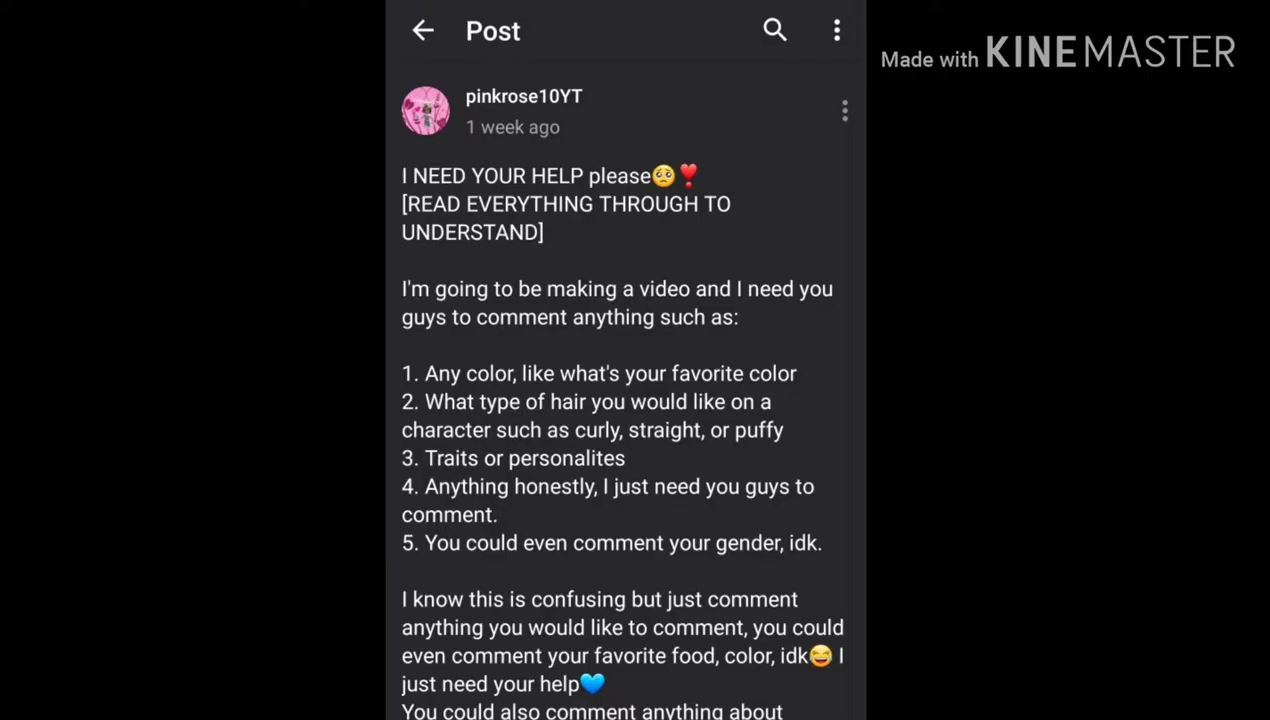 Post
Made with KINEMASTER
pinkrose10YT
1 week ago
I NEED YOUR HELP please🥺❣️
[READ EVERYTHING THROUGH TO
UNDERSTAND]
I'm going to be making a video and I need you
guys to comment anything such as:
1. Any color, like what's your favorite color
2. What type of hair you would like on a
character such as curly, straight, or puffy
3. Traits or personalites
4. Anything honestly, I just need you guys to
comment.
5. You could even comment your gender, idk.
I know this is confusing but just comment
anything you would like to comment, you could
even comment your favorite food, color, idk😅 I
just need your help💙
You could also comment anything about